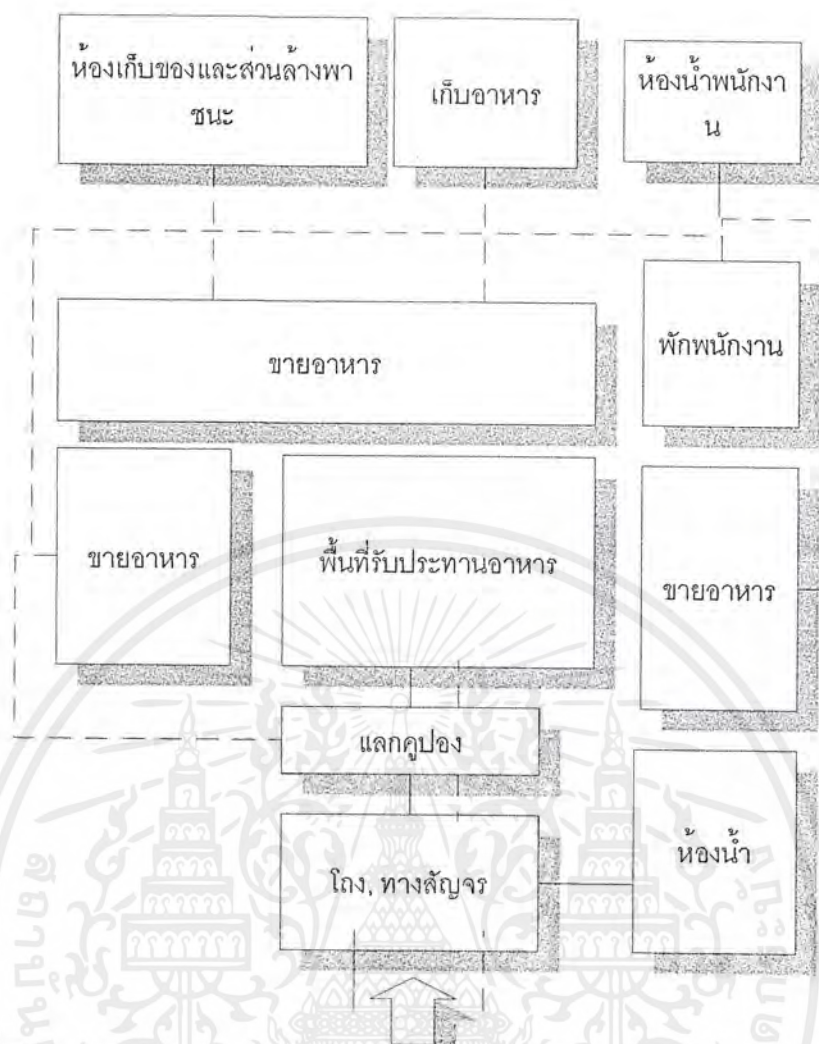 ห้องเก็บของและส่วนล้างพา
ชนะ
เก็บอาหาร
ห้องน้ำพนักงา
น
พักพนักงาน
ขายอาหาร
ขายอาหาร
พื้นที่รับประทานอาหาร
ขายอาหาร
แลกคูปอง
โถง, ทางสัญจร
ห้องน้ำ